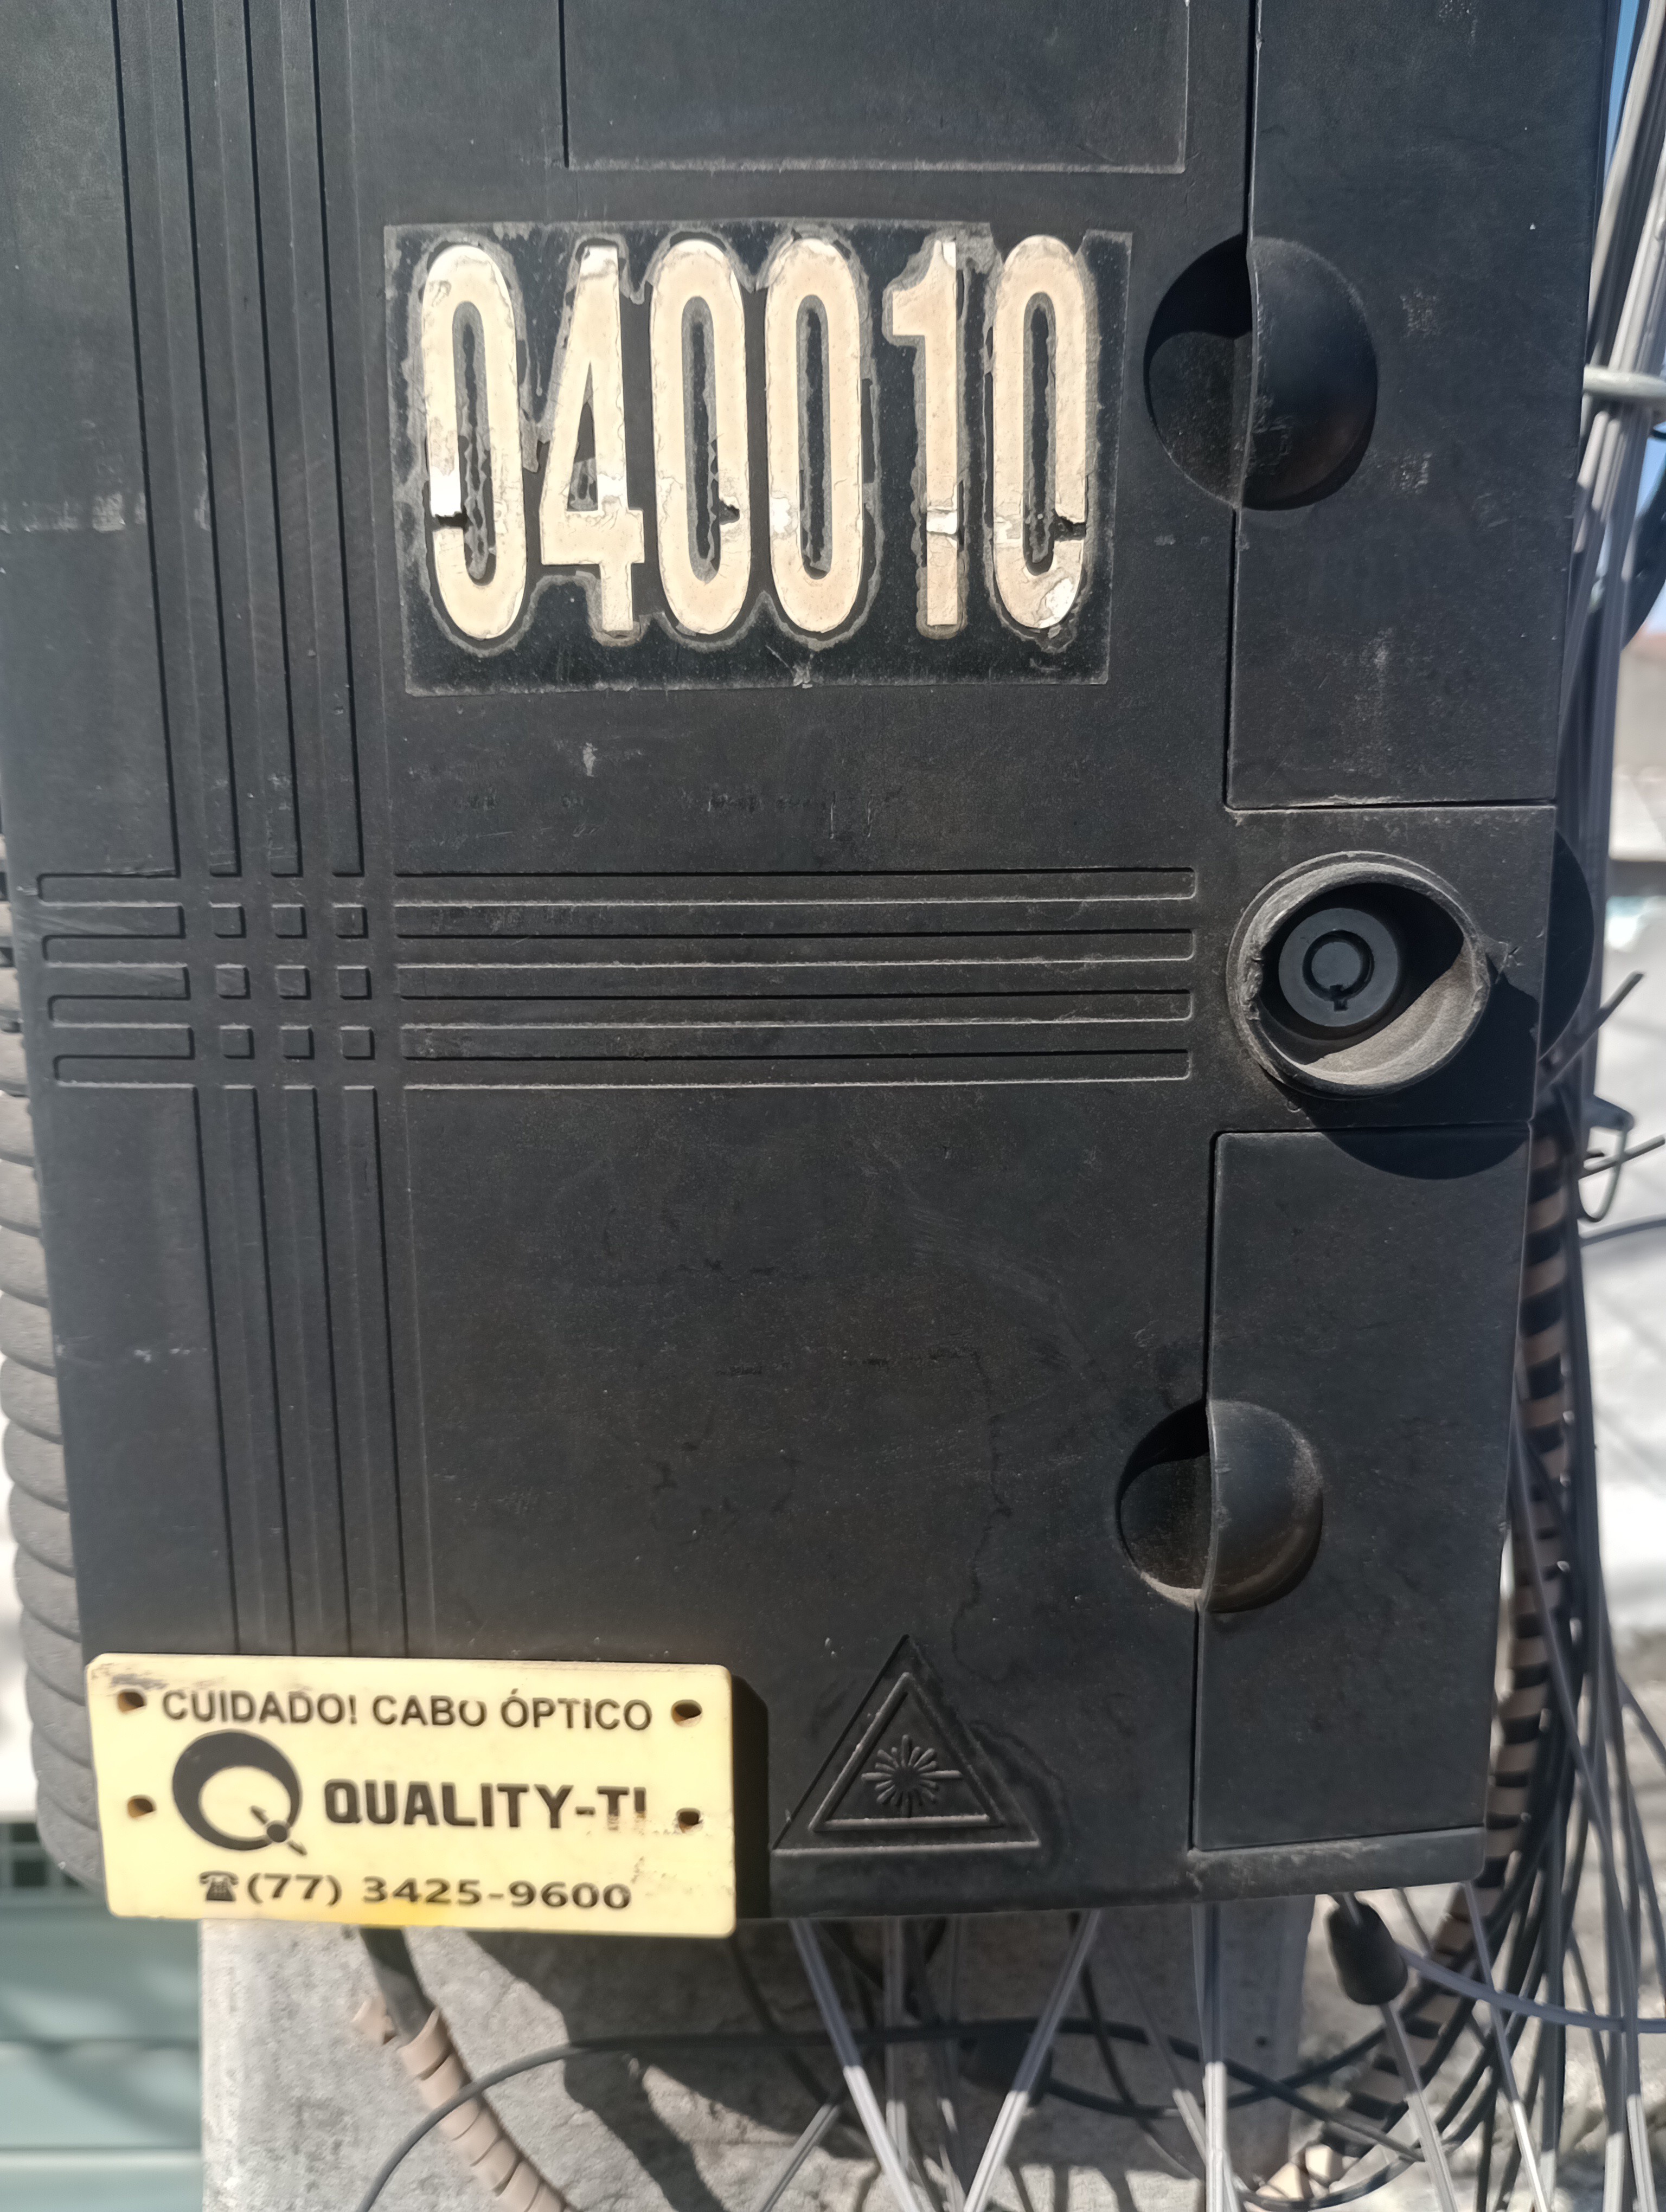 040010
CUIDADO! CABO ÓPTICO
QUALITY-TI
(77) 3425-9600